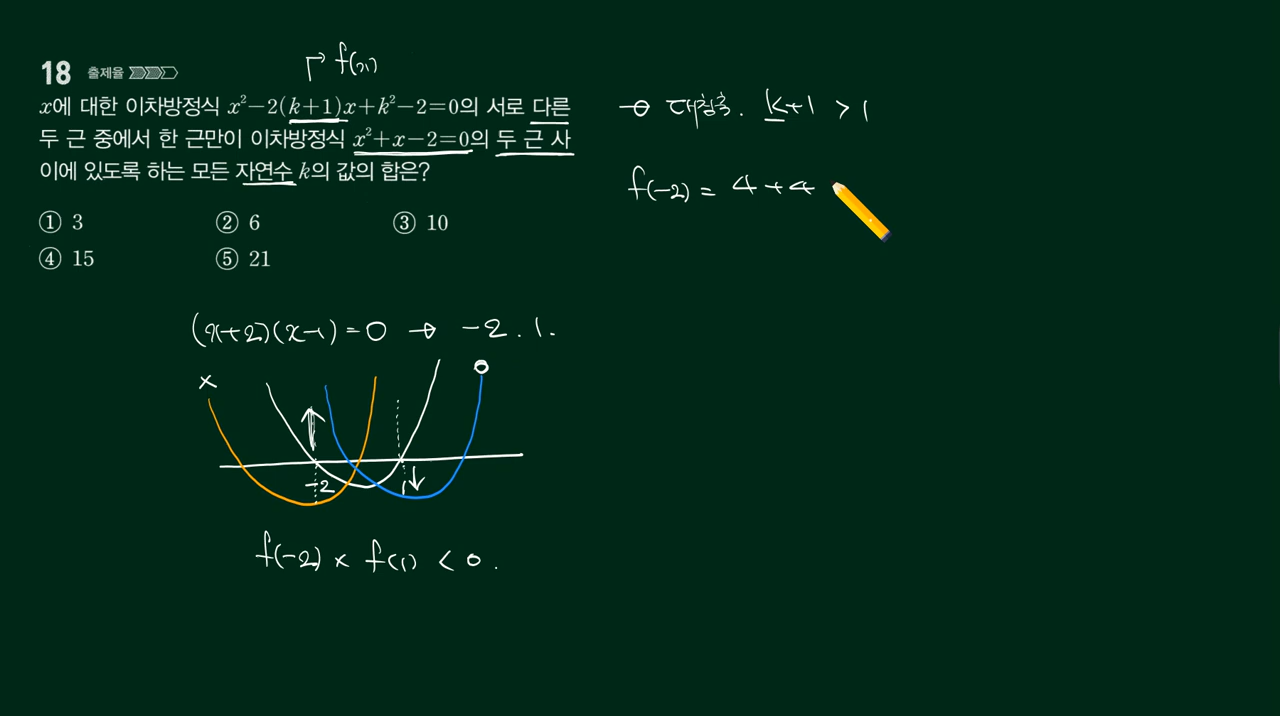 ┌→ f(x)
18 출제율
x에 대한 이차방정식 x²−2(k+1)x+k²−2=0의 서로 다른
두 근 중에서 한 근만이 이차방정식 x²+x−2=0의 두 근 사
이에 있도록 하는 모든 자연수 k의 값의 합은?
① 3 ② 6 ③ 10
④ 15 ⑤ 21
(x+2)(x−1)=0 → −2. 1.
x o
−2 1
f(−2) × f(1) < 0.
→ 대칭축. k+1 > 1
f(−2) = 4+4